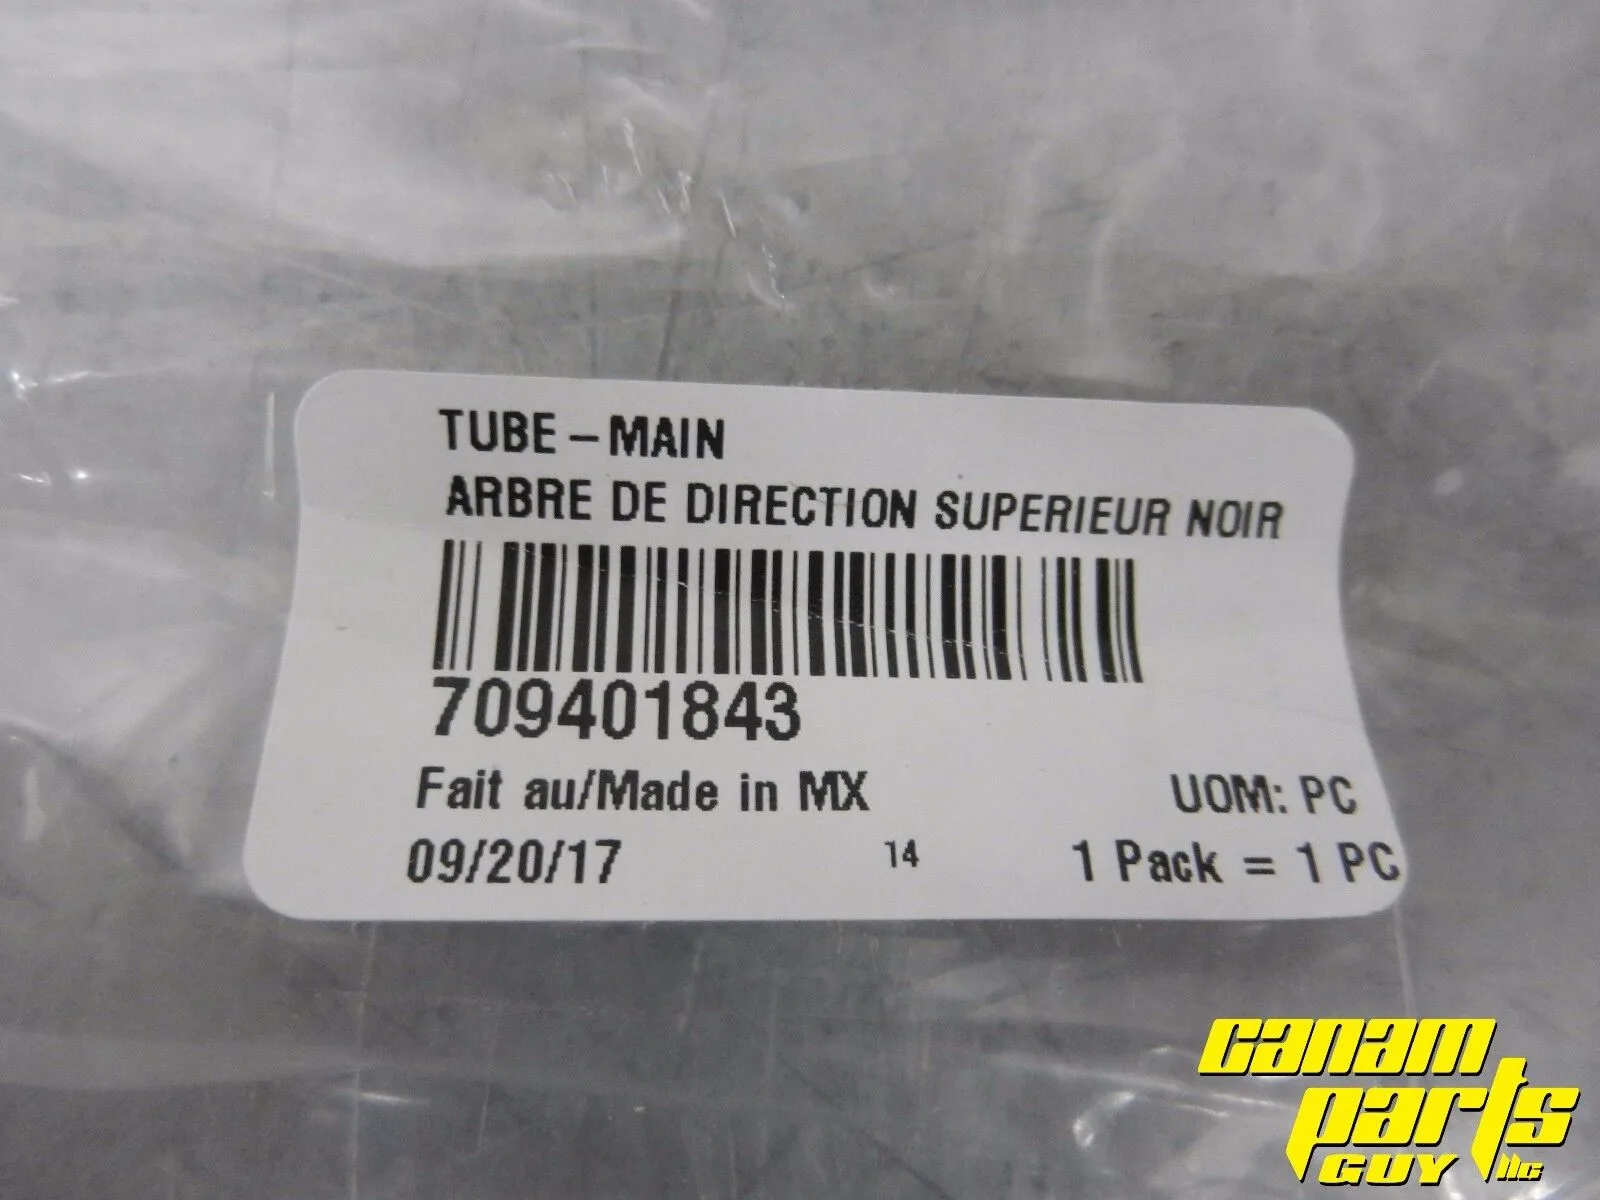 TUBE - MAIN
ARBRE DE DIRECTION SUPERIEUR NOIR
709401843
Fait au/Made in MX
UOM: PC
09/20/17
14
1 Pack = 1 PC
canam
parts
GUY llc